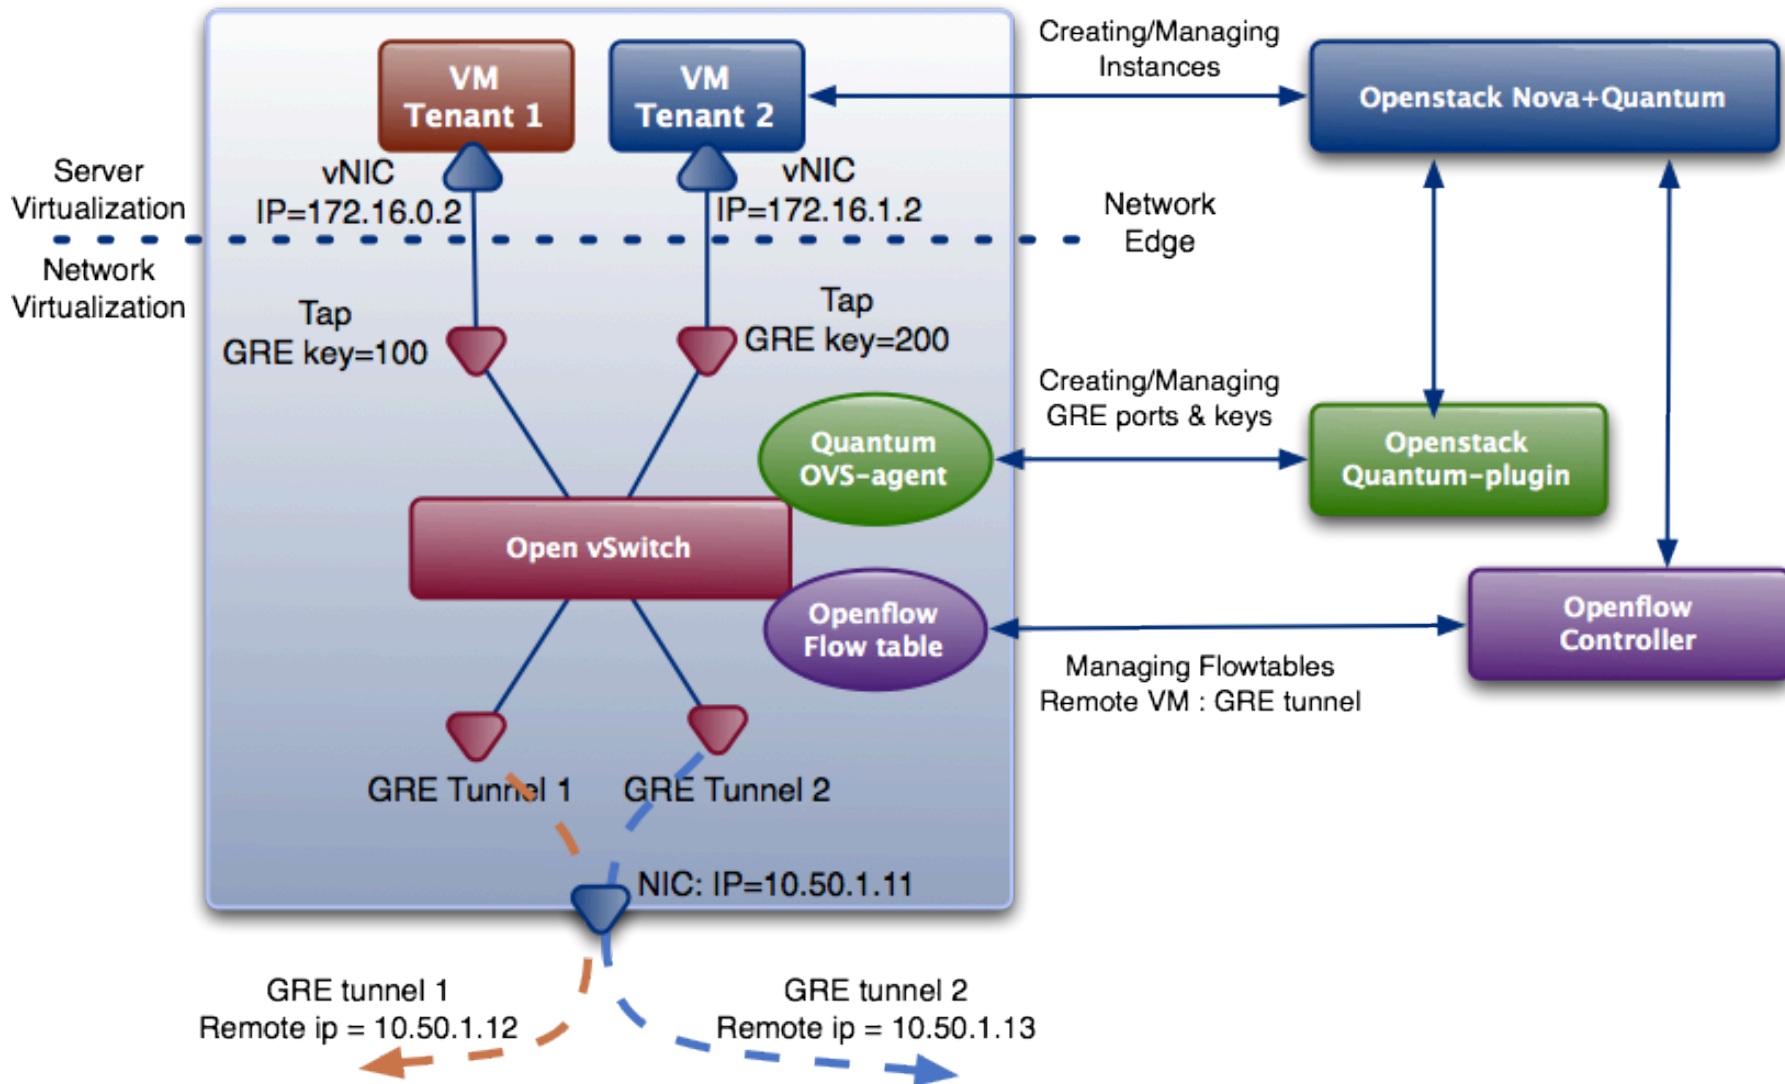 VM
Tenant 1
VM
Tenant 2
Creating/Managing
Instances
Openstack Nova+Quantum
Server
Virtualization
vNIC
IP=172.16.0.2
vNIC
IP=172.16.1.2
Network
Edge
Network
Virtualization
Tap
GRE key=100
Tap
GRE key=200
Creating/Managing
GRE ports & keys
Quantum
OVS-agent
Openstack
Quantum-plugin
Open vSwitch
Openflow
Flow table
Openflow
Controller
Managing Flowtables
Remote VM : GRE tunnel
GRE Tunnel 1
GRE Tunnel 2
NIC: IP=10.50.1.11
GRE tunnel 1
Remote ip = 10.50.1.12
GRE tunnel 2
Remote ip = 10.50.1.13